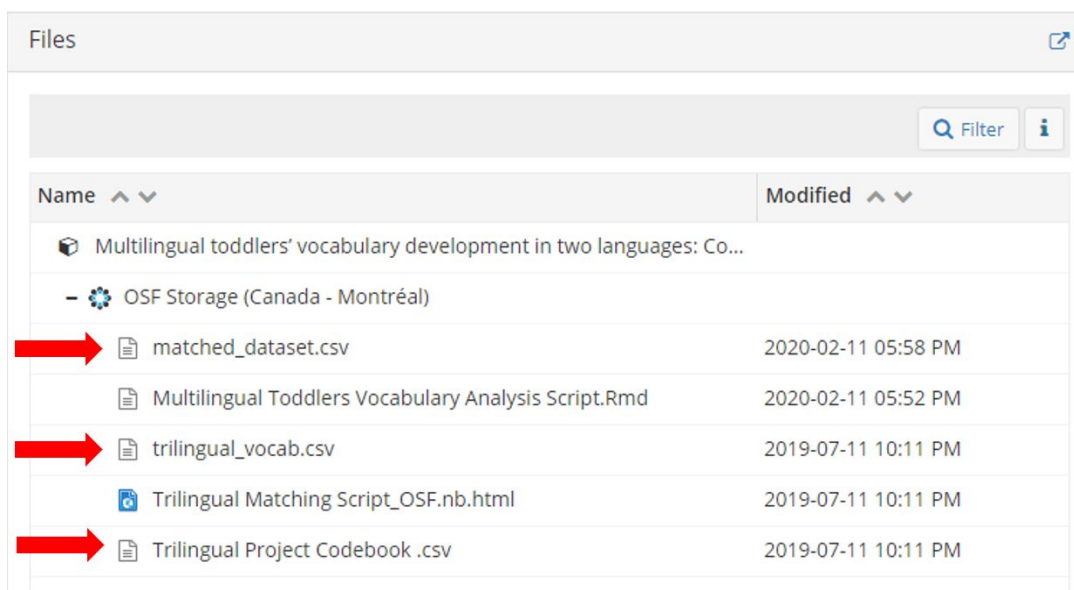 Files
Filter i
Name Modified
Multilingual toddlers’ vocabulary development in two languages: Co...
– OSF Storage (Canada - Montréal)
matched_dataset.csv 2020-02-11 05:58 PM
Multilingual Toddlers Vocabulary Analysis Script.Rmd 2020-02-11 05:52 PM
trilingual_vocab.csv 2019-07-11 10:11 PM
Trilingual Matching Script_OSF.nb.html 2019-07-11 10:11 PM
Trilingual Project Codebook .csv 2019-07-11 10:11 PM